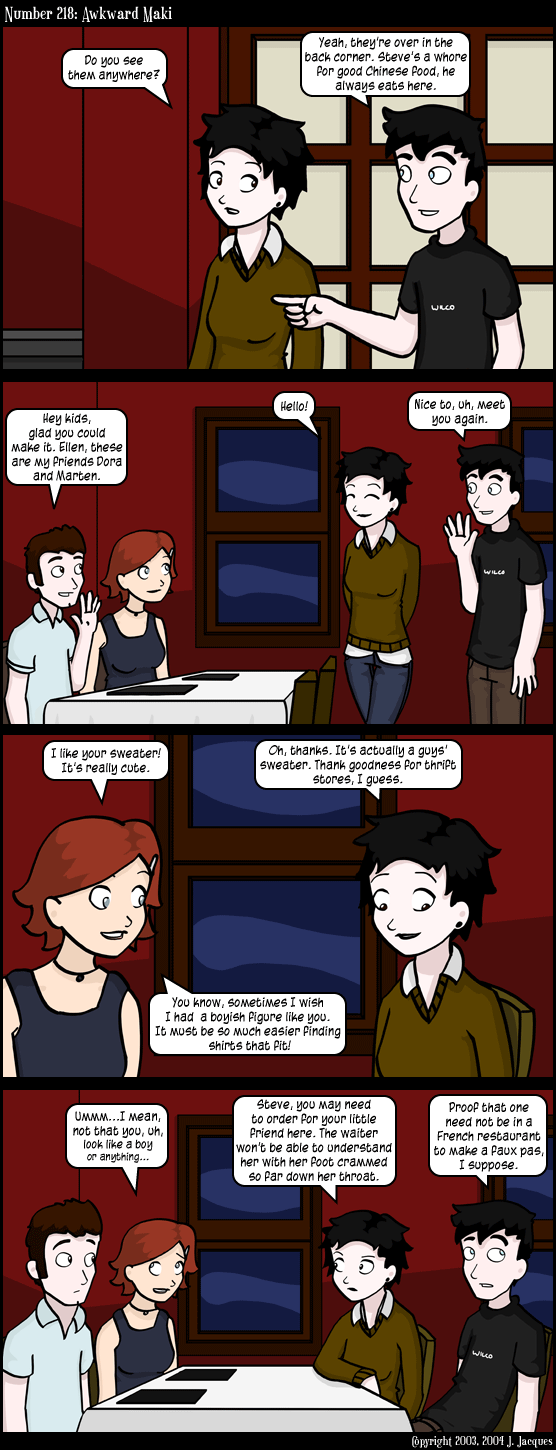 Number 218: Awkward Maki
Do you see
them anywhere?
Yeah, they're over in the
back corner. Steve's a whore
for good Chinese food, he
always eats here.
WILCO
Hey kids,
glad you could
make it. Ellen, these
are my friends Dora
and Marten.
Hello!
Nice to, uh, meet
you again.
WILCO
I like your sweater!
It's really cute.
Oh, thanks. It's actually a guys'
sweater. Thank goodness for thrift
stores, I guess.
You know, sometimes I wish
I had a boyish figure like you.
It must be so much easier finding
shirts that fit!
Ummm...I mean,
not that you, uh,
look like a boy
or anything...
Steve, you may need
to order for your little
friend here. The waiter
won't be able to understand
her with her foot crammed
so far down her throat.
Proof that one
need not be in a
French restaurant
to make a faux pas,
I suppose.
WILCO
Copyright 2003, 2004 J. Jacques